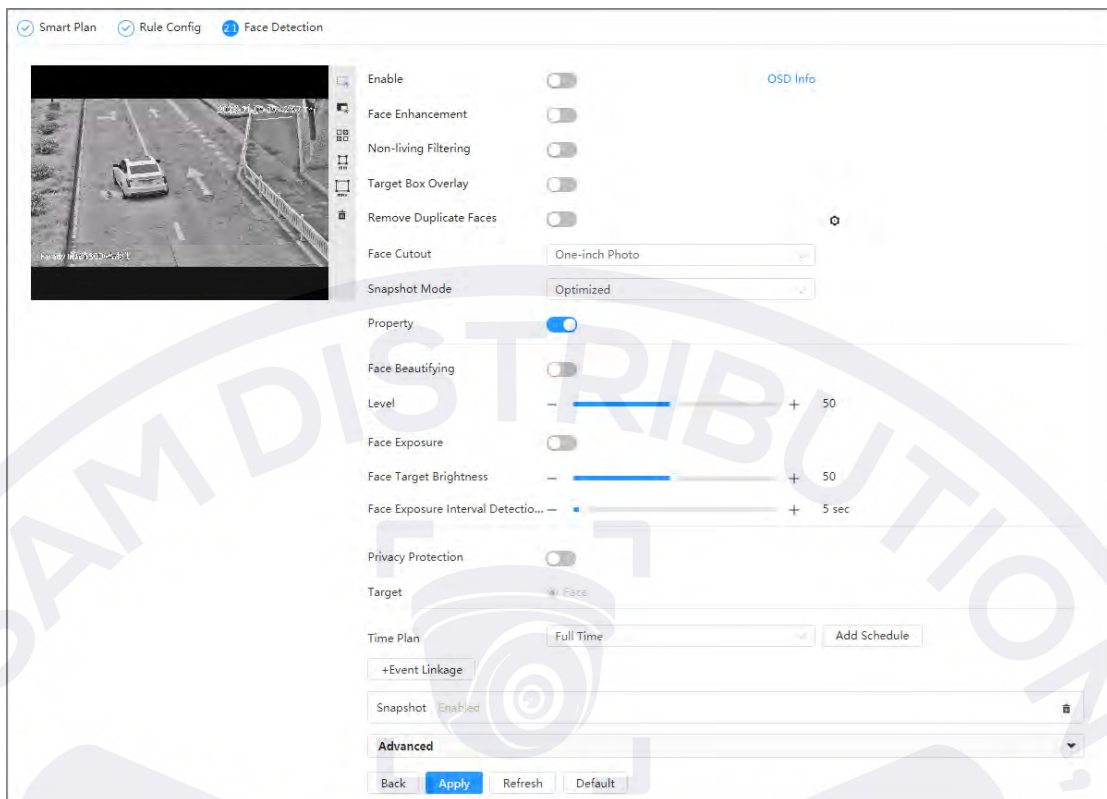 Smart Plan Rule Config 21 Face Detection
Enable OSD Info
Face Enhancement
Non-living Filtering
Target Box Overlay
Remove Duplicate Faces
Face Cutout One-inch Photo
Snapshot Mode Optimized
Property
Face Beautifying
Level − + 50
Face Exposure
Face Target Brightness − + 50
Face Exposure Interval Detectio... − + 5 sec
Privacy Protection
Target Face
Time Plan Full Time Add Schedule
+Event Linkage
Snapshot Enabled
Advanced
Back Apply Refresh Default
SAM DISTRIBUTION,